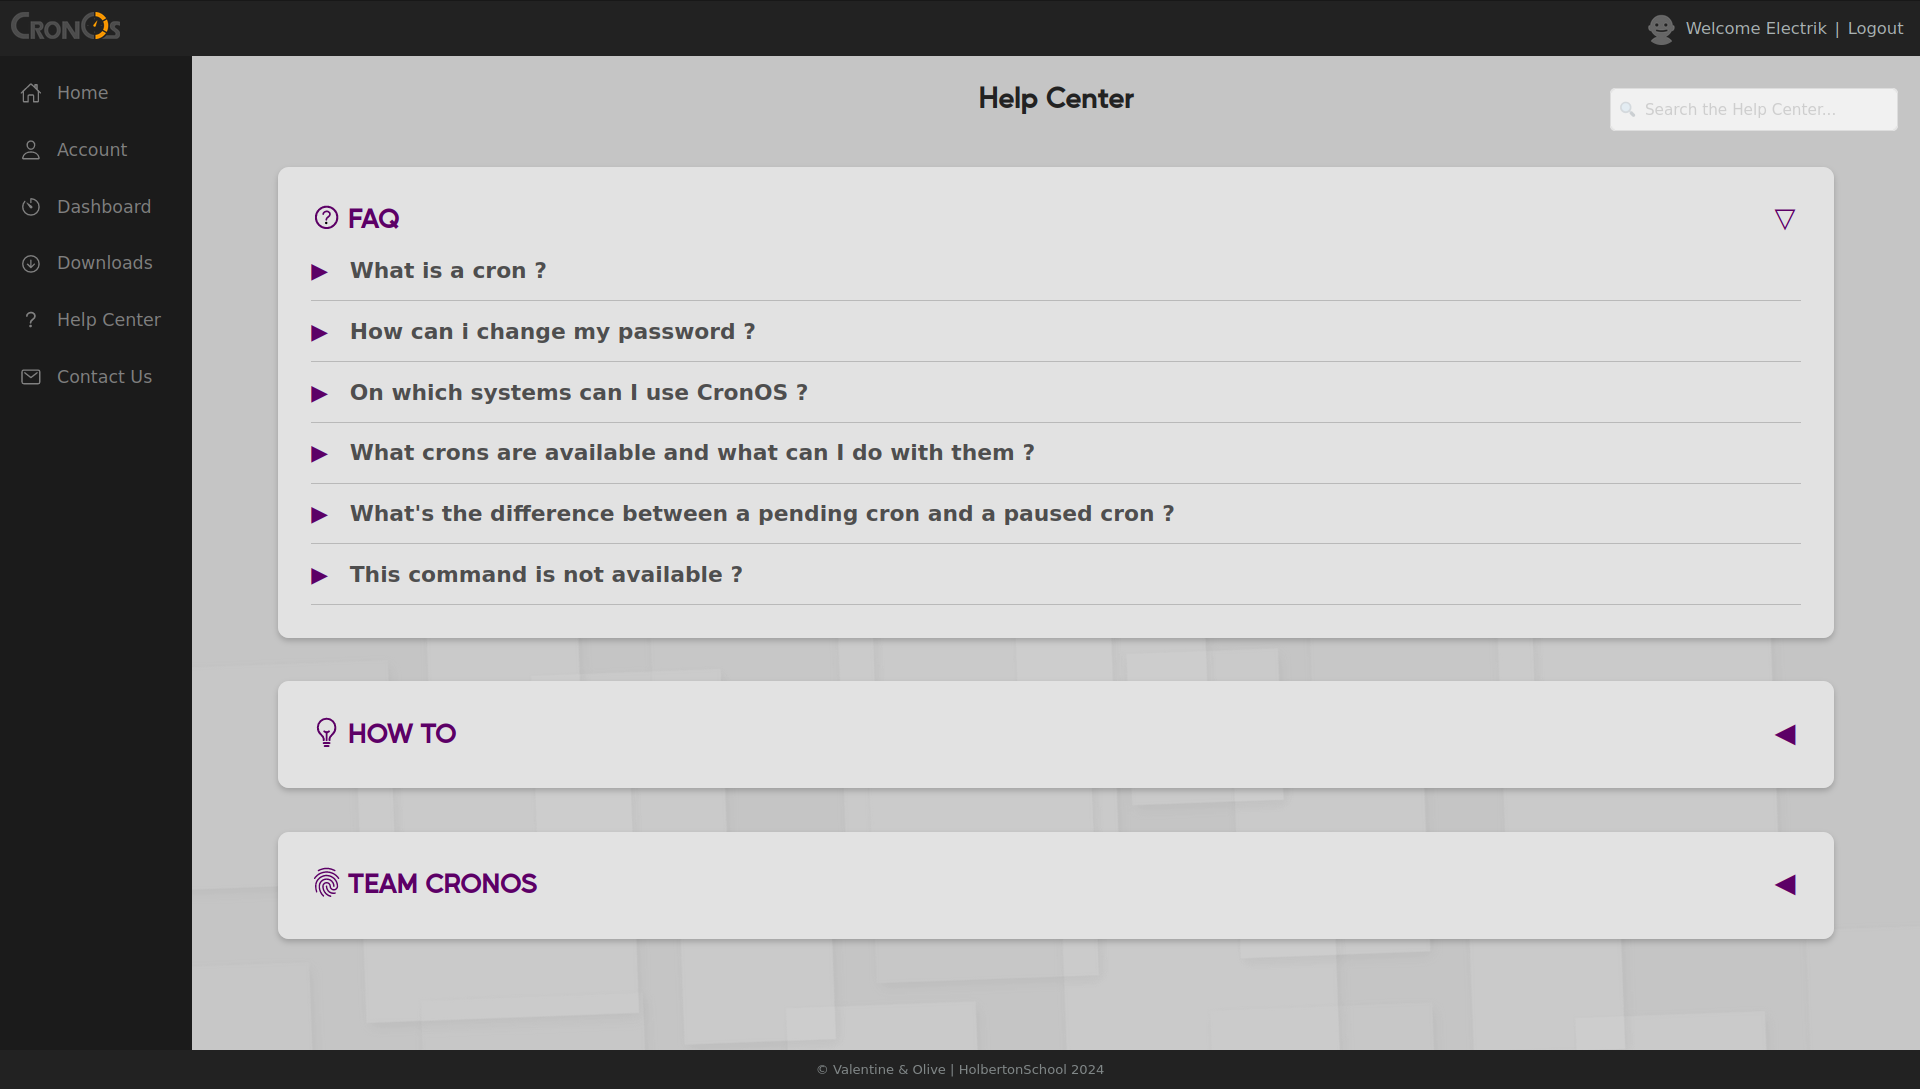 CRONOS
Welcome Electrik | Logout
Home
Account
Dashboard
Downloads
Help Center
Contact Us
Help Center
Search the Help Center...
FAQ
What is a cron ?
How can i change my password ?
On which systems can I use CronOS ?
What crons are available and what can I do with them ?
What's the difference between a pending cron and a paused cron ?
This command is not available ?
HOW TO
TEAM CRONOS
© Valentine & Olive | HolbertonSchool 2024